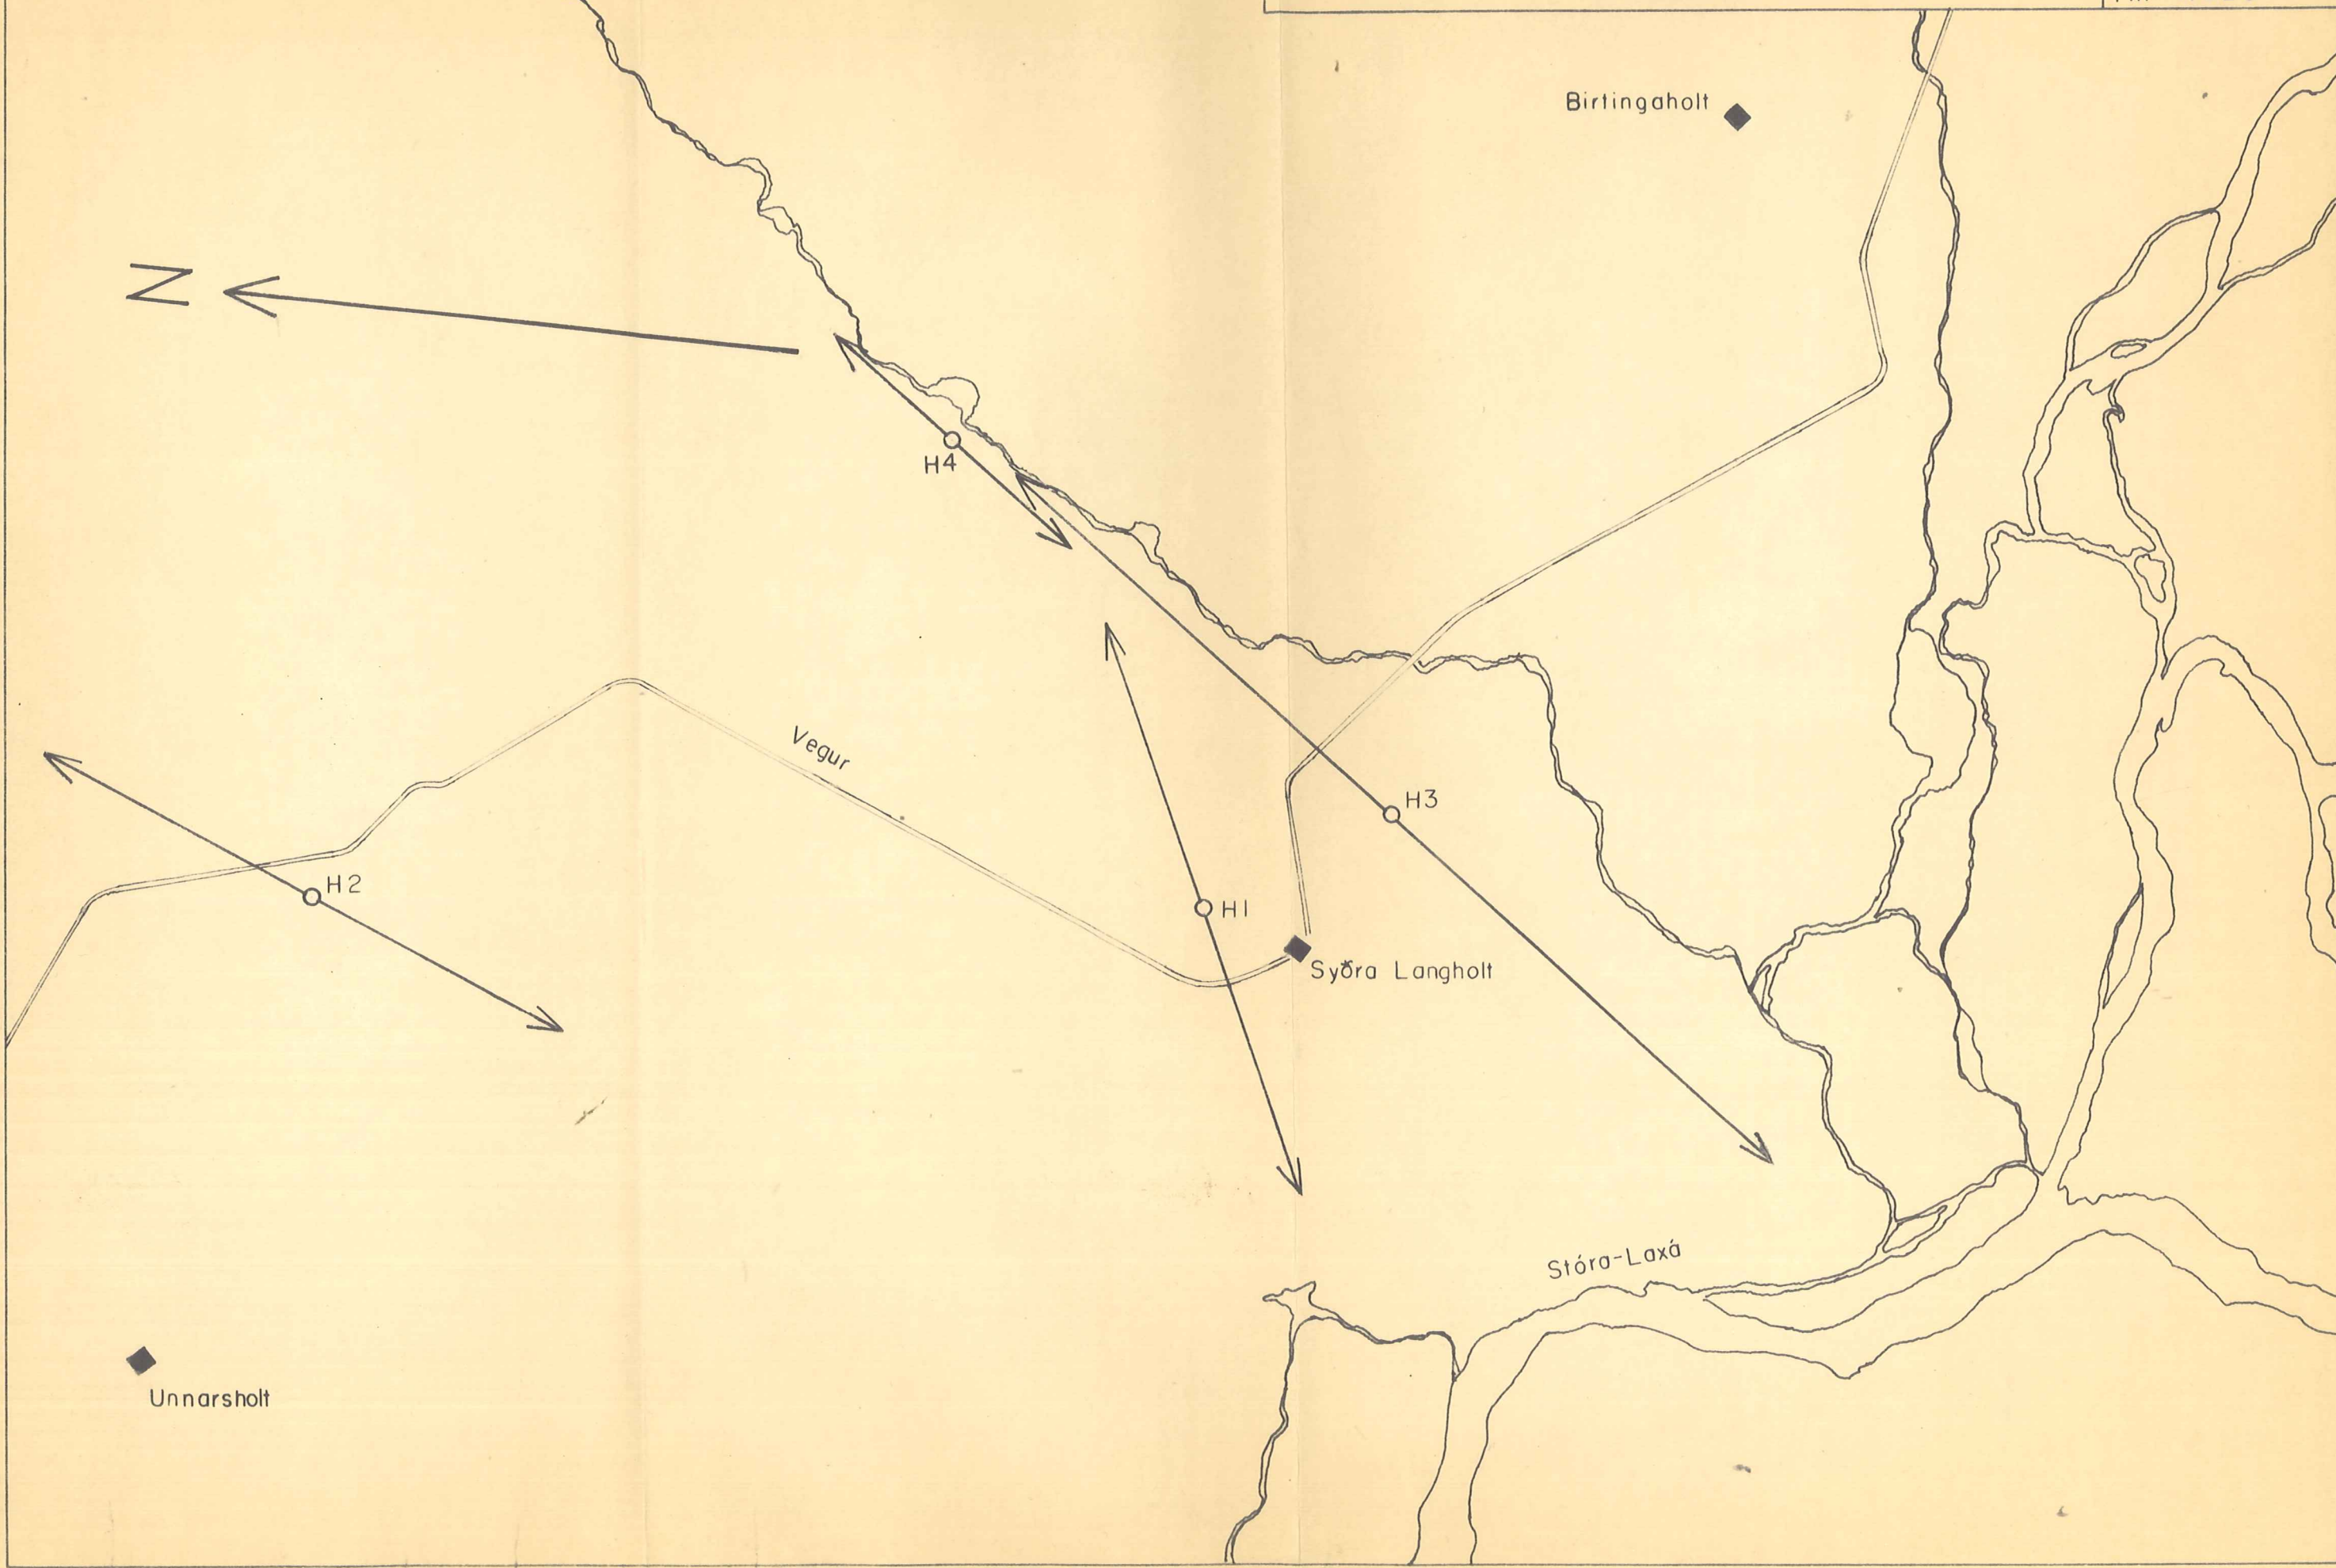 Birtingaholt
N
H4
Vegur
H3
H2
H1
Syðra Langholt
Stóra-Laxá
Unnarsholt